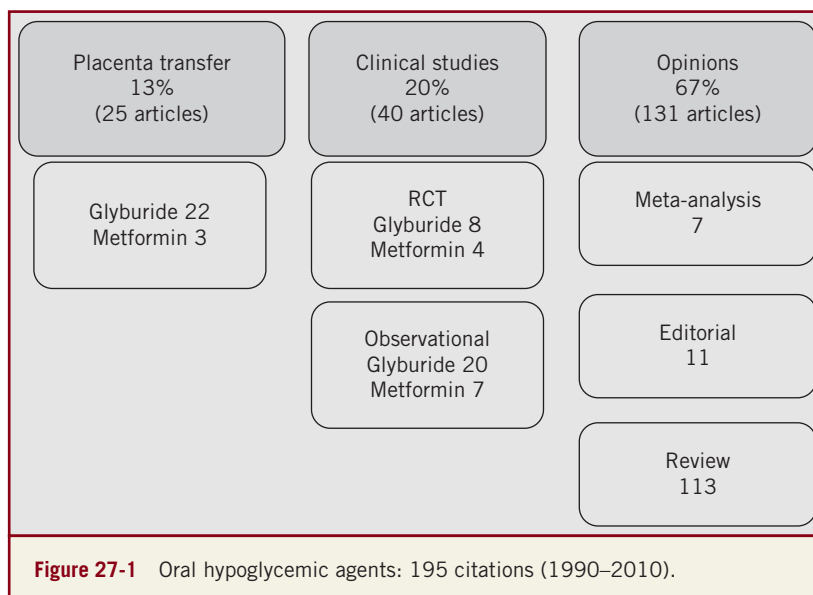 Placenta transfer
13%
(25 articles)
Glyburide 22
Metformin 3
Clinical studies
20%
(40 articles)
RCT
Glyburide 8
Metformin 4
Observational
Glyburide 20
Metformin 7
Opinions
67%
(131 articles)
Meta-analysis
7
Editorial
11
Review
113
Figure 27-1 Oral hypoglycemic agents: 195 citations (1990–2010).